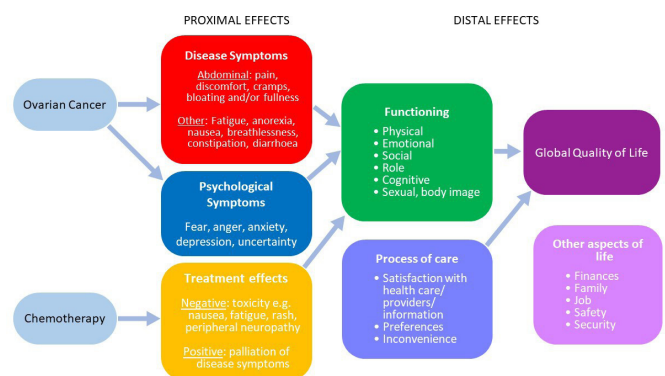 PROXIMAL EFFECTS
DISTAL EFFECTS
Ovarian Cancer
Chemotherapy
Disease Symptoms
Abdominal: pain,
discomfort, cramps,
bloating and/or fullness
Other: Fatigue, anorexia,
nausea, breathlessness,
constipation, diarrhoea
Psychological
Symptoms
Fear, anger, anxiety,
depression, uncertainty
Treatment effects
Negative: toxicity e.g.
nausea, fatigue, rash,
peripheral neuropathy
Positive: palliation of
disease symptoms
Functioning
• Physical
• Emotional
• Social
• Role
• Cognitive
• Sexual, body image
Process of care
• Satisfaction with
health care/
providers/
information
• Preferences
• Inconvenience
Global Quality of Life
Other aspects of
life
• Finances
• Family
• Job
• Safety
• Security